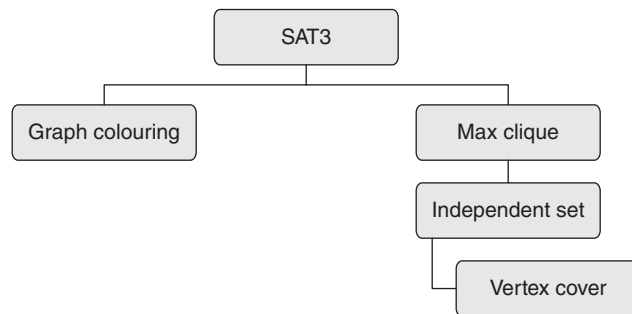 SAT3
Graph colouring
Max clique
Independent set
Vertex cover